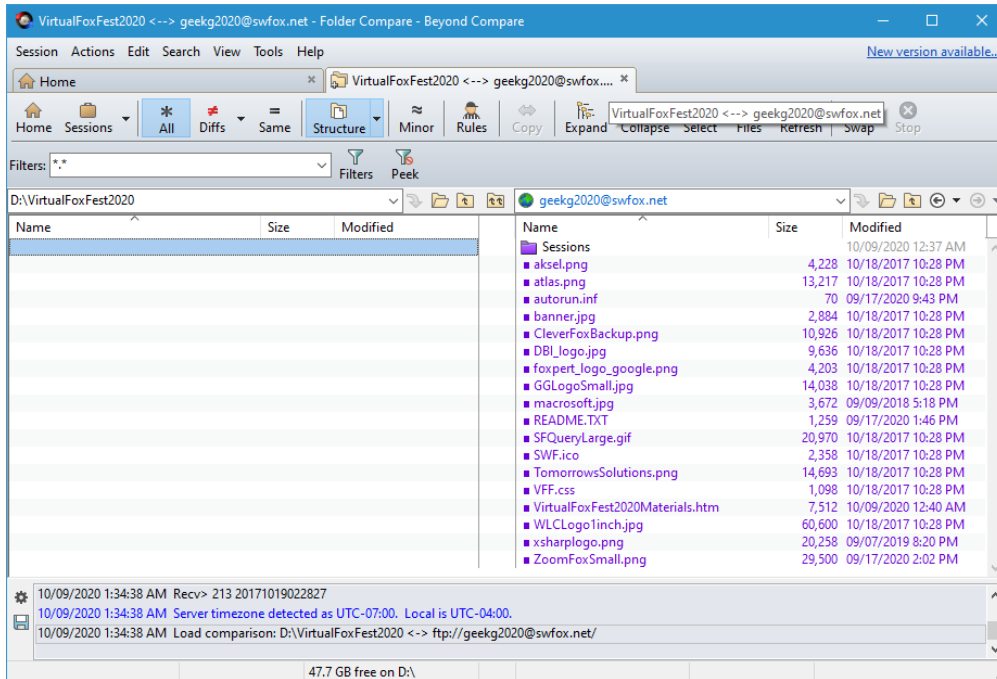 VirtualFoxFest2020 <--> geekg2020@swfox.net - Folder Compare - Beyond Compare
Session Actions Edit Search View Tools Help New version available...
Home VirtualFoxFest2020 <--> geekg2020@swfox....
Home Sessions All Diffs Same Structure Minor Rules Copy Expand Collapse Select Files Refresh Swap Stop
VirtualFoxFest2020 <--> geekg2020@swfox.net
Filters: *.* Filters Peek
D:\VirtualFoxFest2020 geekg2020@swfox.net
Name Size Modified Name Size Modified
Sessions 10/09/2020 12:37 AM
aksel.png 4,228 10/18/2017 10:28 PM
atlas.png 13,217 10/18/2017 10:28 PM
autorun.inf 70 09/17/2020 9:43 PM
banner.jpg 2,884 10/18/2017 10:28 PM
CleverFoxBackup.png 10,926 10/18/2017 10:28 PM
DBI_logo.jpg 9,636 10/18/2017 10:28 PM
foxpert_logo_google.png 4,203 10/18/2017 10:28 PM
GGLogoSmall.jpg 14,038 10/18/2017 10:28 PM
macrosoft.jpg 3,672 09/09/2018 5:18 PM
README.TXT 1,259 09/17/2020 1:46 PM
SFQueryLarge.gif 20,970 10/18/2017 10:28 PM
SWF.ico 2,358 10/18/2017 10:28 PM
TomorrowsSolutions.png 14,693 10/18/2017 10:28 PM
VFF.css 1,098 10/18/2017 10:28 PM
VirtualFoxFest2020Materials.htm 7,512 10/09/2020 12:40 AM
WLCLogo1inch.jpg 60,600 10/18/2017 10:28 PM
xsharplogo.png 20,258 09/07/2019 8:20 PM
ZoomFoxSmall.png 29,500 09/17/2020 2:02 PM
10/09/2020 1:34:38 AM Recv> 213 20171019022827
10/09/2020 1:34:38 AM Server timezone detected as UTC-07:00. Local is UTC-04:00.
10/09/2020 1:34:38 AM Load comparison: D:\VirtualFoxFest2020 <-> ftp://geekg2020@swfox.net/
47.7 GB free on D:\